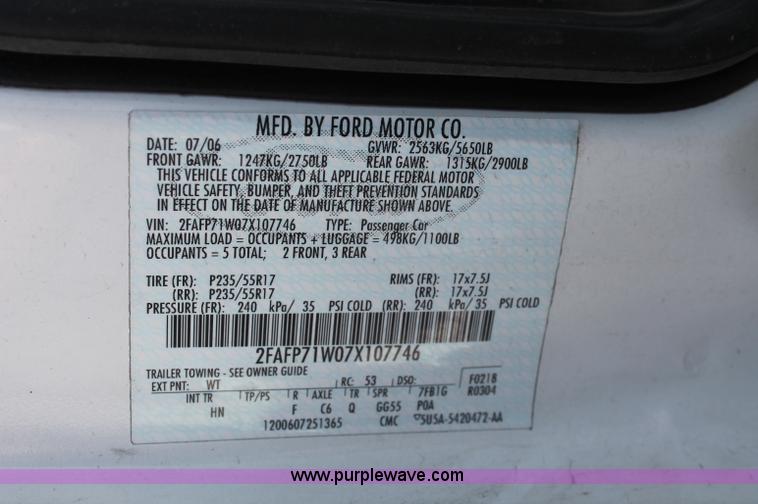 MFD. BY FORD MOTOR CO.
DATE: 07/06 GVWR: 2563KG/5650LB
FRONT GAWR: 1247KG/2750LB REAR GAWR: 1315KG/2900LB
THIS VEHICLE CONFORMS TO ALL APPLICABLE FEDERAL MOTOR
VEHICLE SAFETY, BUMPER, AND THEFT PREVENTION STANDARDS
IN EFFECT ON THE DATE OF MANUFACTURE SHOWN ABOVE.
VIN: 2FAFP71W07X107746 TYPE: Passenger Car
MAXIMUM LOAD = OCCUPANTS + LUGGAGE = 498KG/1100LB
OCCUPANTS = 5 TOTAL; 2 FRONT, 3 REAR
TIRE (FR): P235/55R17 RIMS (FR): 17x7.5J
(RR): P235/55R17 (RR): 17x7.5J
PRESSURE (FR): 240 kPa/ 35 PSI COLD (RR): 240 kPa/ 35 PSI COLD
2FAFP71W07X107746
TRAILER TOWING - SEE OWNER GUIDE
EXT PNT: WT RC: 53 DSO: F0218
INT TR TP/PS R AXLE TR SPR 7FB1G R0304
HN F C6 Q GG55 POA
1200607251365 CMC 5U5A-5420472-AA
www.purplewave.com